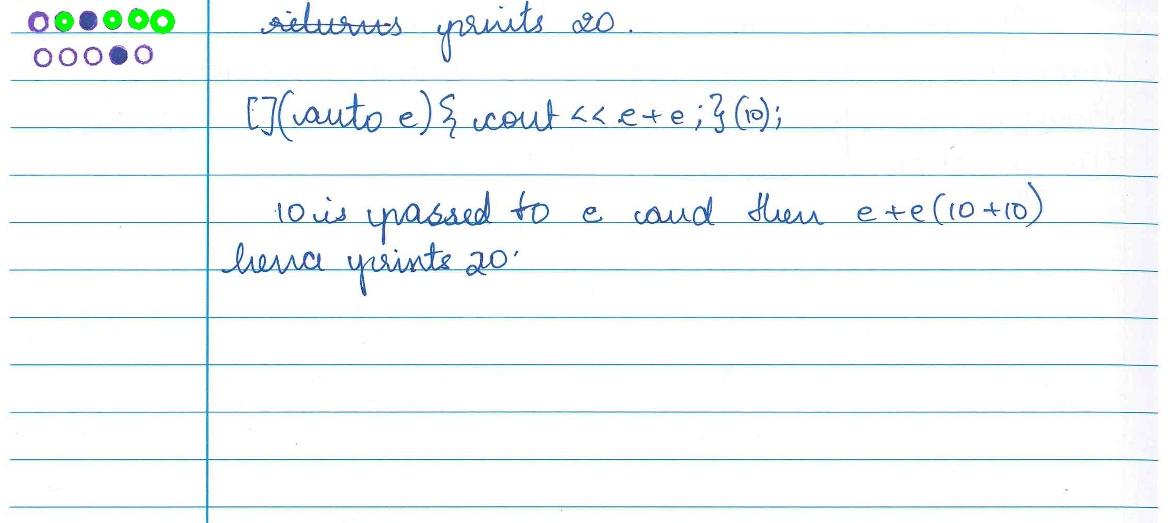 returns prints 20.
[](auto e){ cout << e+e;}(10);
10 is passed to e and then e+e(10+10)
hence prints 20.